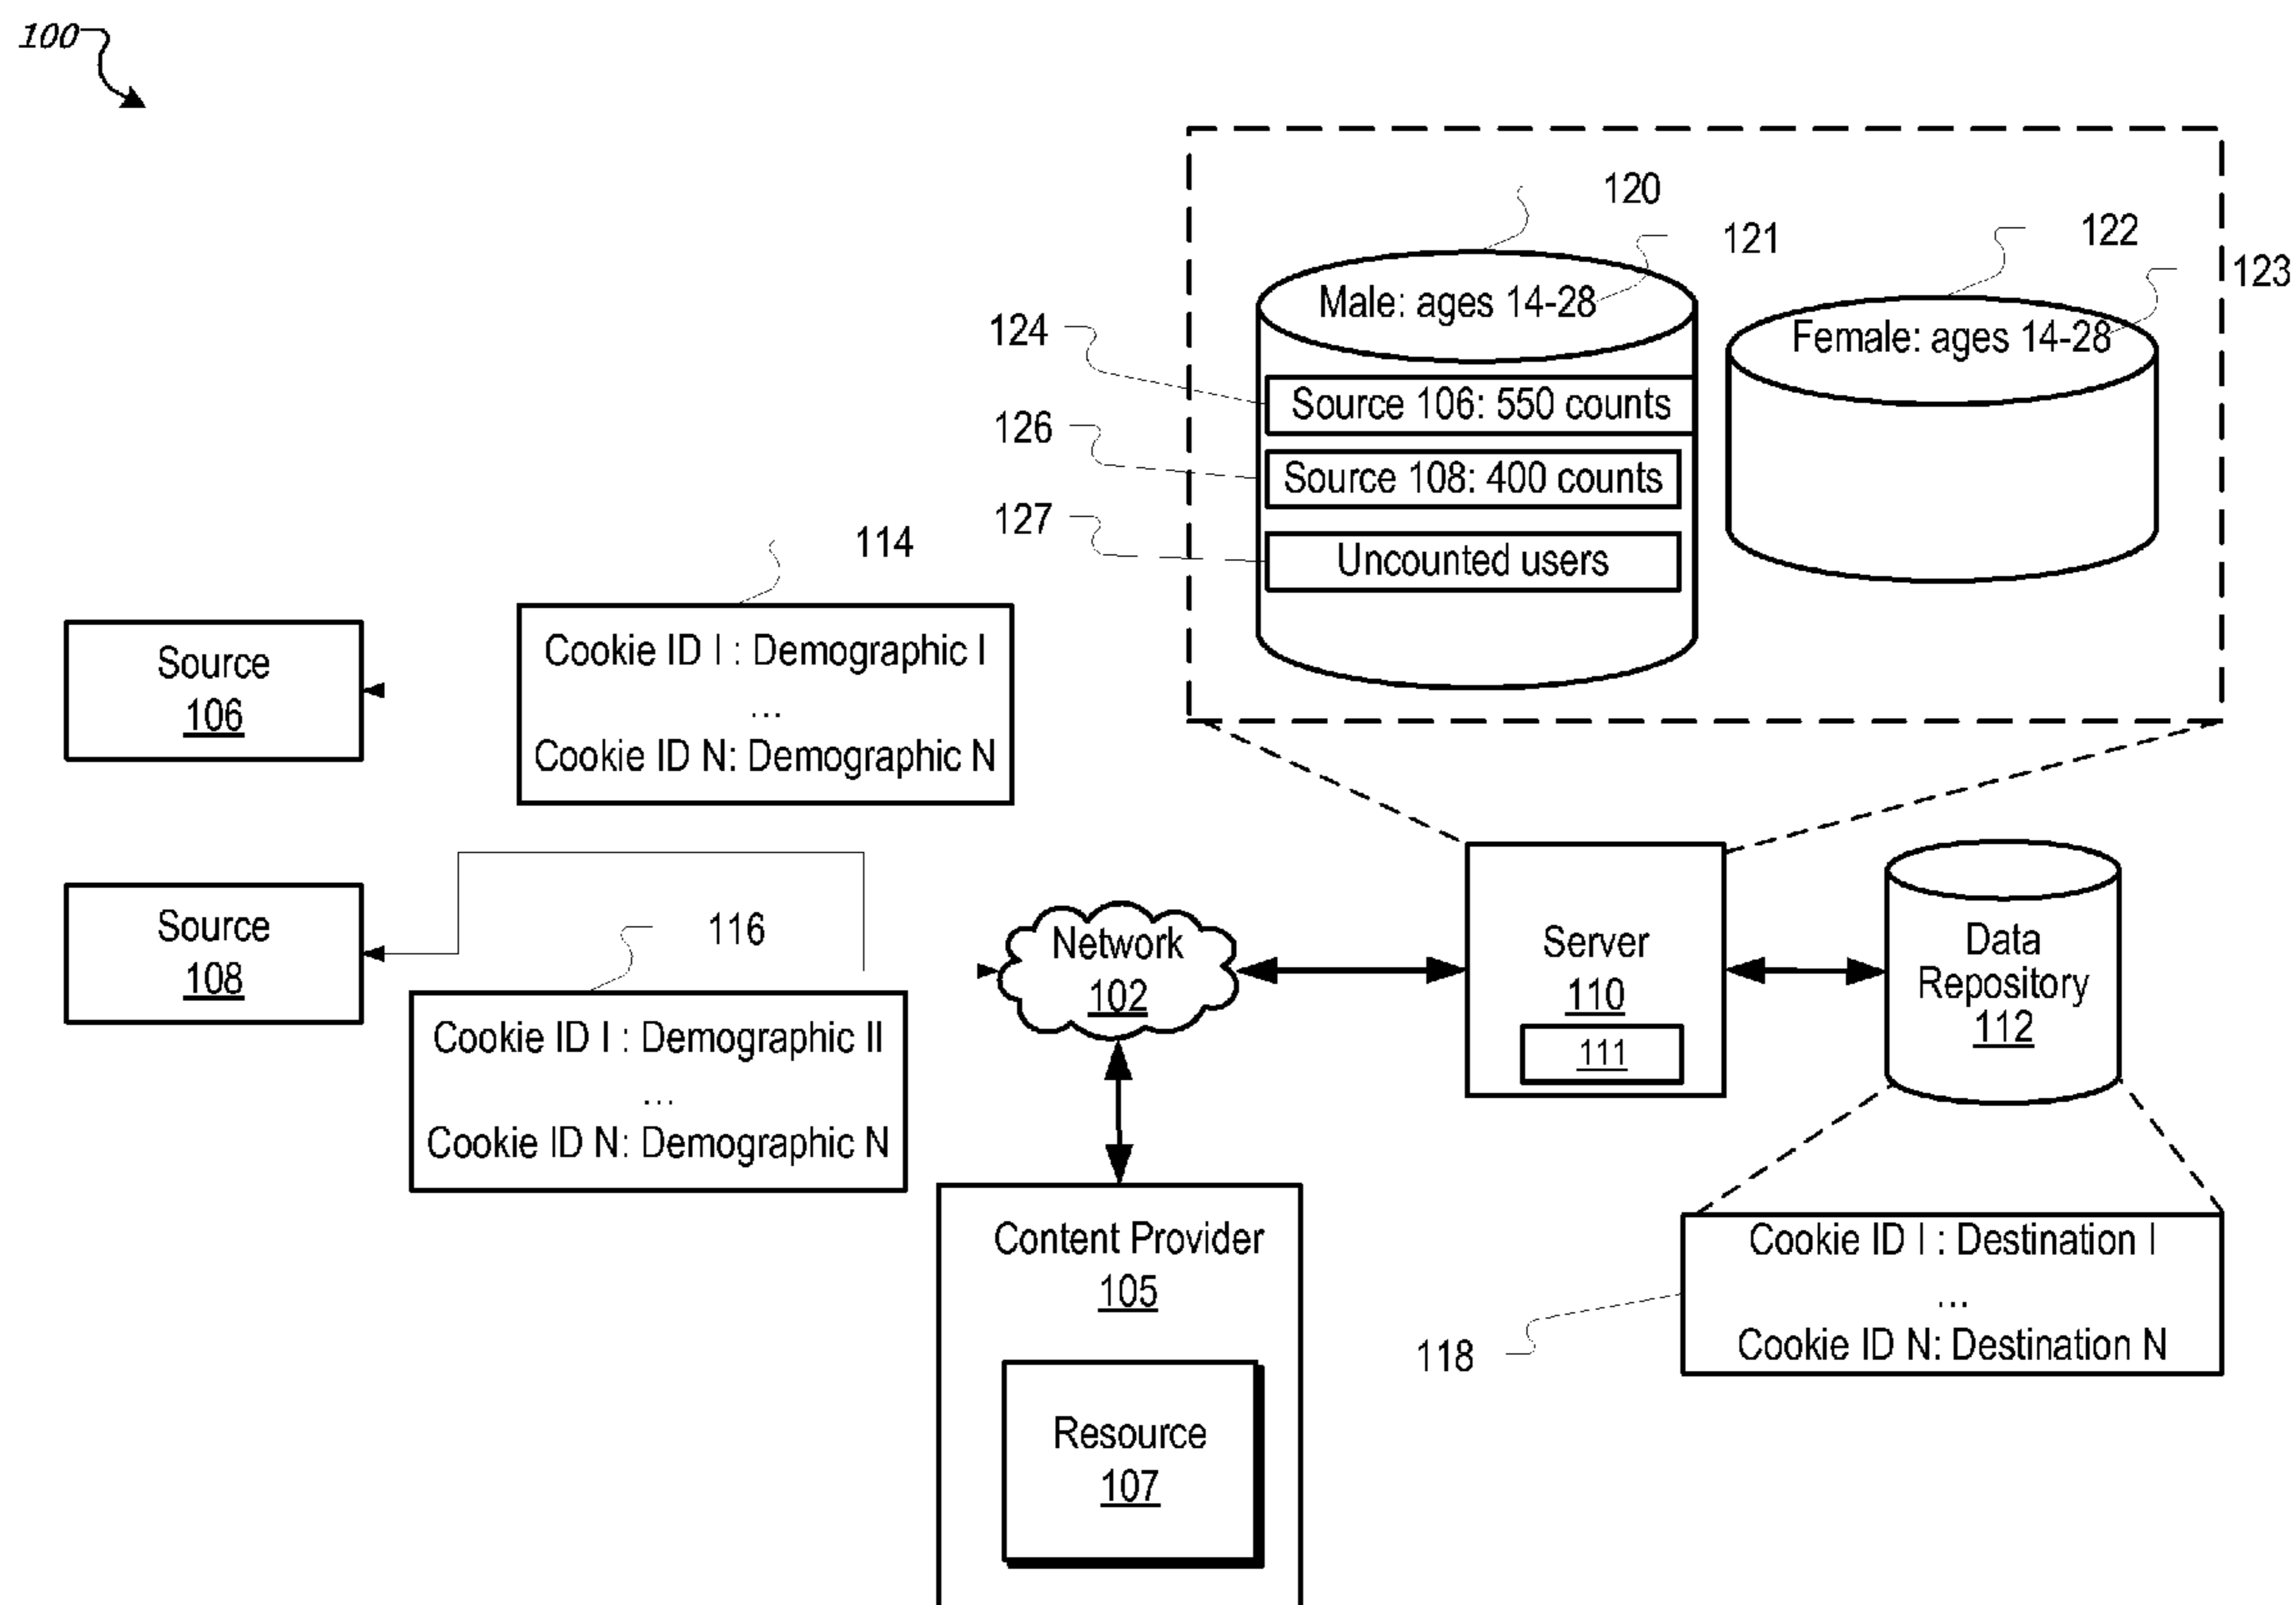 100
120
121
122
123
Male: ages 14-28
Female: ages 14-28
124
Source 106: 550 counts
126
Source 108: 400 counts
127
Uncounted users
114
Cookie ID I : Demographic I
...
Cookie ID N: Demographic N
Source
106
Source
108
116
Cookie ID I : Demographic II
...
Cookie ID N: Demographic N
Network
102
Server
110
111
Data
Repository
112
Content Provider
105
Resource
107
118
Cookie ID I : Destination I
...
Cookie ID N: Destination N